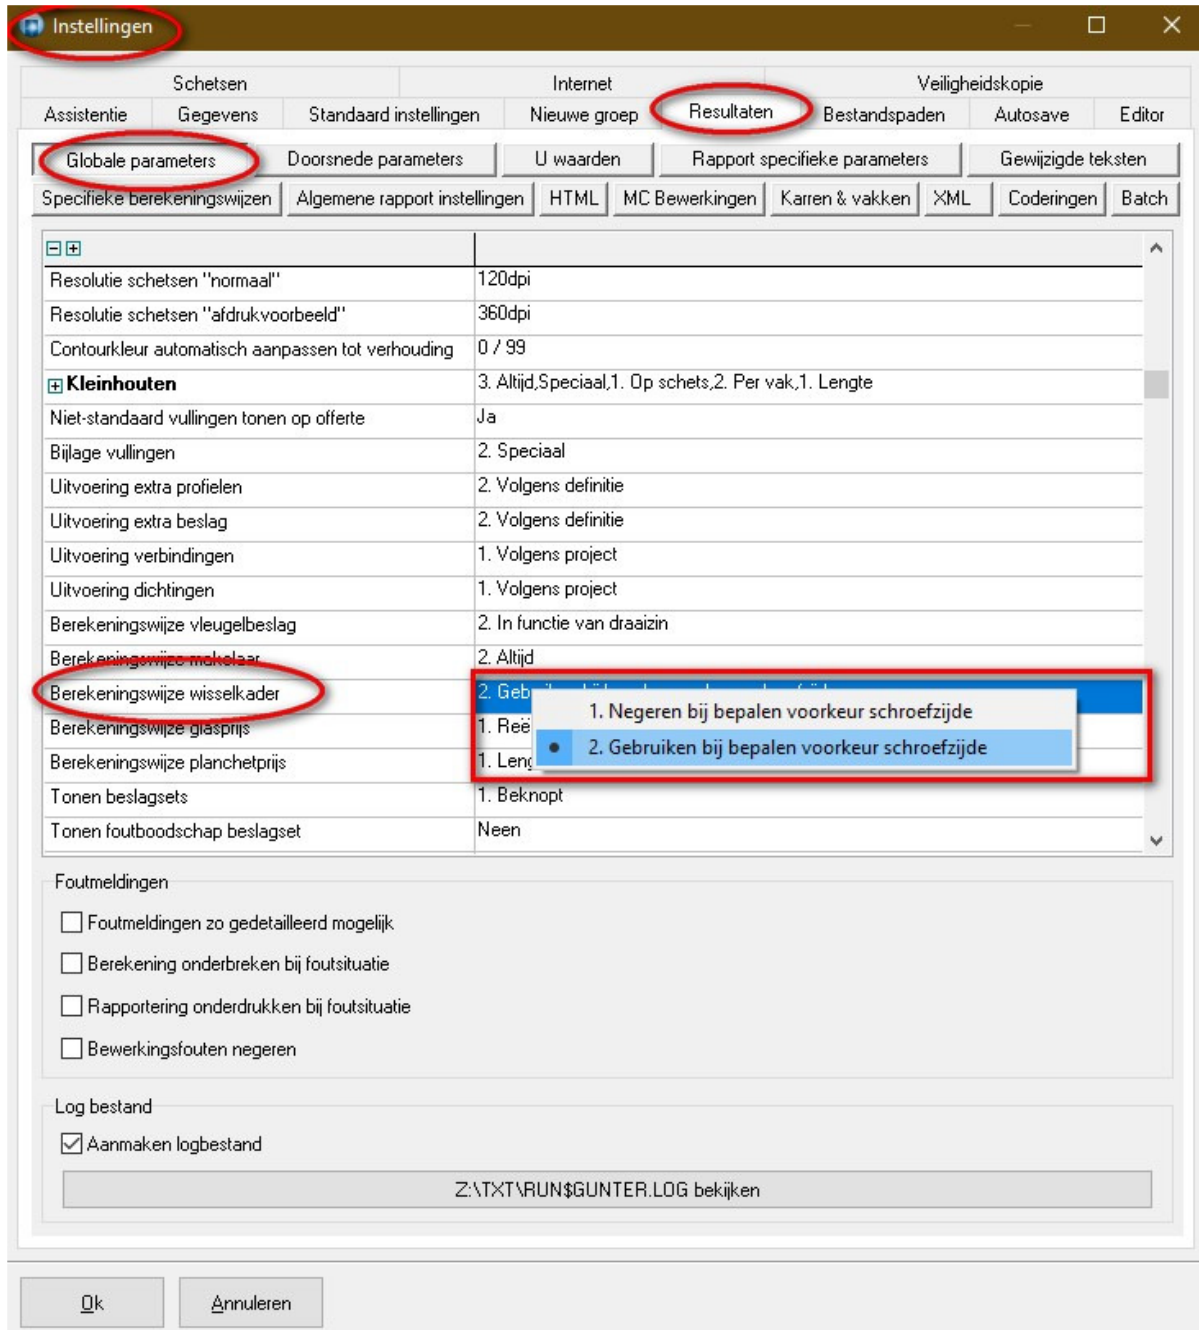 Instellingen
Schetsen Internet Veiligheidskopie
Assistentie Gegevens Standaard instellingen Nieuwe groep Resultaten Bestandspaden Autosave Editor
Globale parameters Doorsnede parameters U waarden Rapport specifieke parameters Gewijzigde teksten
Specifieke berekeningswijzen Algemene rapport instellingen HTML MC Bewerkingen Karren & vakken XML Coderingen Batch
Resolutie schetsen "normaal" 120dpi
Resolutie schetsen "afdrukvoorbeeld" 360dpi
Contourkleur automatisch aanpassen tot verhouding 0 / 99
Kleinhouten 3. Altijd,Speciaal,1. Op schets,2. Per vak,1. Lengte
Niet-standaard vullingen tonen op offerte Ja
Bijlage vullingen 2. Speciaal
Uitvoering extra profielen 2. Volgens definitie
Uitvoering extra beslag 2. Volgens definitie
Uitvoering verbindingen 1. Volgens project
Uitvoering dichtingen 1. Volgens project
Berekeningswijze vleugelbeslag 2. In functie van draaizin
Berekeningswijze makelaar 2. Altijd
Berekeningswijze wisselkader 2. Geb
1. Negeren bij bepalen voorkeur schroefzijde
Berekeningswijze glasprijs 1. Reë
2. Gebruiken bij bepalen voorkeur schroefzijde
Berekeningswijze planchetprijs 1. Leng
Tonen beslagsets 1. Beknopt
Tonen foutboodschap beslagset Neen
Foutmeldingen
Foutmeldingen zo gedetailleerd mogelijk
Berekening onderbreken bij foutsituatie
Rapportering onderdrukken bij foutsituatie
Bewerkingsfouten negeren
Log bestand
Aanmaken logbestand
Z:\TXT\RUN$GUNTER.LOG bekijken
Ok Annuleren